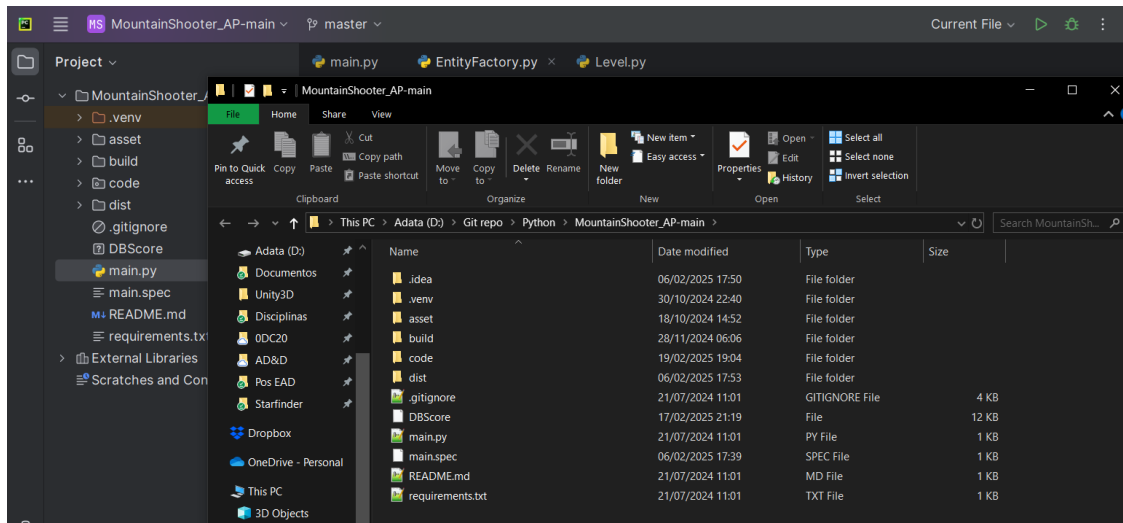 PC
MS MountainShooter_AP-main master Current File
Project main.py EntityFactory.py × Level.py
MountainShooter_A
.venv
asset
build
code
dist
.gitignore
DBScore
main.py
main.spec
M↓ README.md
requirements.txt
External Libraries
Scratches and Con
MountainShooter_AP-main
File Home Share View
Pin to Quick access
Copy
Paste
Cut
Copy path
Paste shortcut
Clipboard
Move to
Copy to
Delete
Rename
Organize
New folder
New item
Easy access
New
Properties
Open
Edit
History
Open
Select all
Select none
Invert selection
Select
This PC > Adata (D:) > Git repo > Python > MountainShooter_AP-main > Search MountainSh...
Adata (D:)
Documentos
Unity3D
Disciplinas
0DC20
AD&D
Pos EAD
Starfinder
Dropbox
OneDrive - Personal
This PC
3D Objects
Name Date modified Type Size
.idea 06/02/2025 17:50 File folder
.venv 30/10/2024 22:40 File folder
asset 18/10/2024 14:52 File folder
build 28/11/2024 06:06 File folder
code 19/02/2025 19:04 File folder
dist 06/02/2025 17:53 File folder
.gitignore 21/07/2024 11:01 GITIGNORE File 4 KB
DBScore 17/02/2025 21:19 File 12 KB
main.py 21/07/2024 11:01 PY File 1 KB
main.spec 06/02/2025 17:39 SPEC File 1 KB
README.md 21/07/2024 11:01 MD File 1 KB
requirements.txt 21/07/2024 11:01 TXT File 1 KB